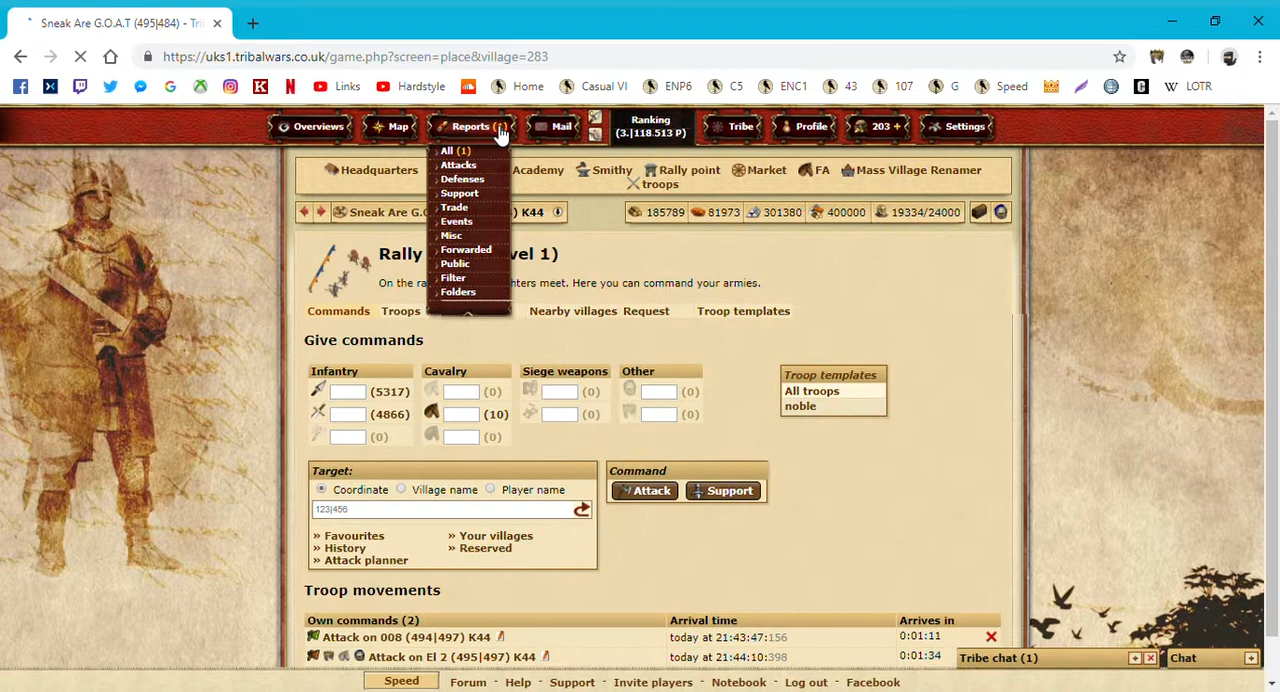 Sneak Are G.O.A.T (495|484) - Tri
https://uks1.tribalwars.co.uk/game.php?screen=place&village=283
Links Hardstyle Home Casual VI ENP6 C5 ENC1 43 107 G Speed LOTR
Overviews Map Reports Mail Ranking (3.|118.513 P) Tribe Profile 203 + Settings
All (1)
Attacks
Defenses
Support
Trade
Events
Misc
Forwarded
Public
Filter
Folders
Headquarters Academy Smithy Rally point Market FA Mass Village Renamer
troops
Sneak Are G.O ) K44 185789 81973 301380 400000 19334/24000
Rally vel 1)
On the ra hters meet. Here you can command your armies.
Commands Troops Nearby villages Request Troop templates
Give commands
Infantry Cavalry Siege weapons Other
(5317) (0) (0) (0)
(4866) (10) (0) (0)
(0) (0)
Troop templates
All troops
noble
Target:
Coordinate Village name Player name
123|456
» Favourites » Your villages
» History » Reserved
» Attack planner
Command
Attack Support
Troop movements
Own commands (2) Arrival time Arrives in
Attack on 008 (494|497) K44 today at 21:43:47:156 0:01:11
Attack on El 2 (495|497) K44 today at 21:44:10:398 0:01:34
Tribe chat (1) Chat
Speed Forum - Help - Support - Invite players - Notebook - Log out - Facebook